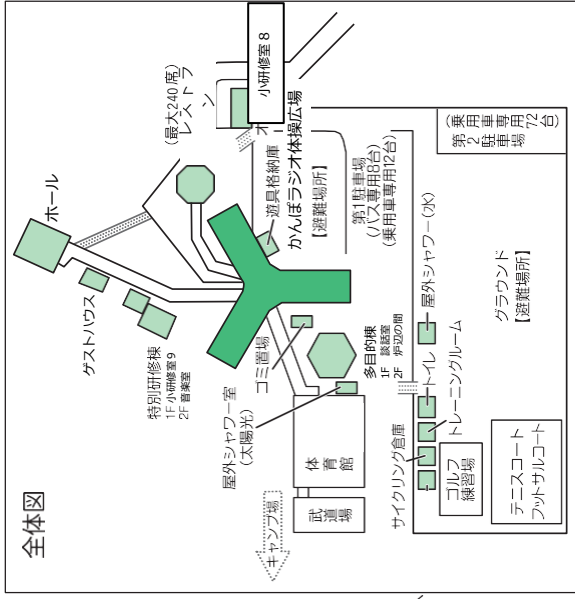 全体図
ホール
ゲストハウス
特別研修棟
1F 小研修室 9
2F 音楽室
(最大240席)
レストラ
ン
小研修室 8
遊具格納庫
かんぽラジオ体操広場
【避難場所】
第1駐車場
(バス専用8台)
(乗用車専用12台)
屋外シャワー室
(太陽光)
ゴミ置場
多目的棟
1F 談話室
2F 炉辺の間
体育館
武道場
キャンプ場
サイクリング倉庫
トイレ
トレーニングルーム
屋外シャワー(水)
ゴルフ
練習場
テニスコート
フットサルコート
グラウンド
【避難場所】
第2駐車場
(乗用車専用72台)